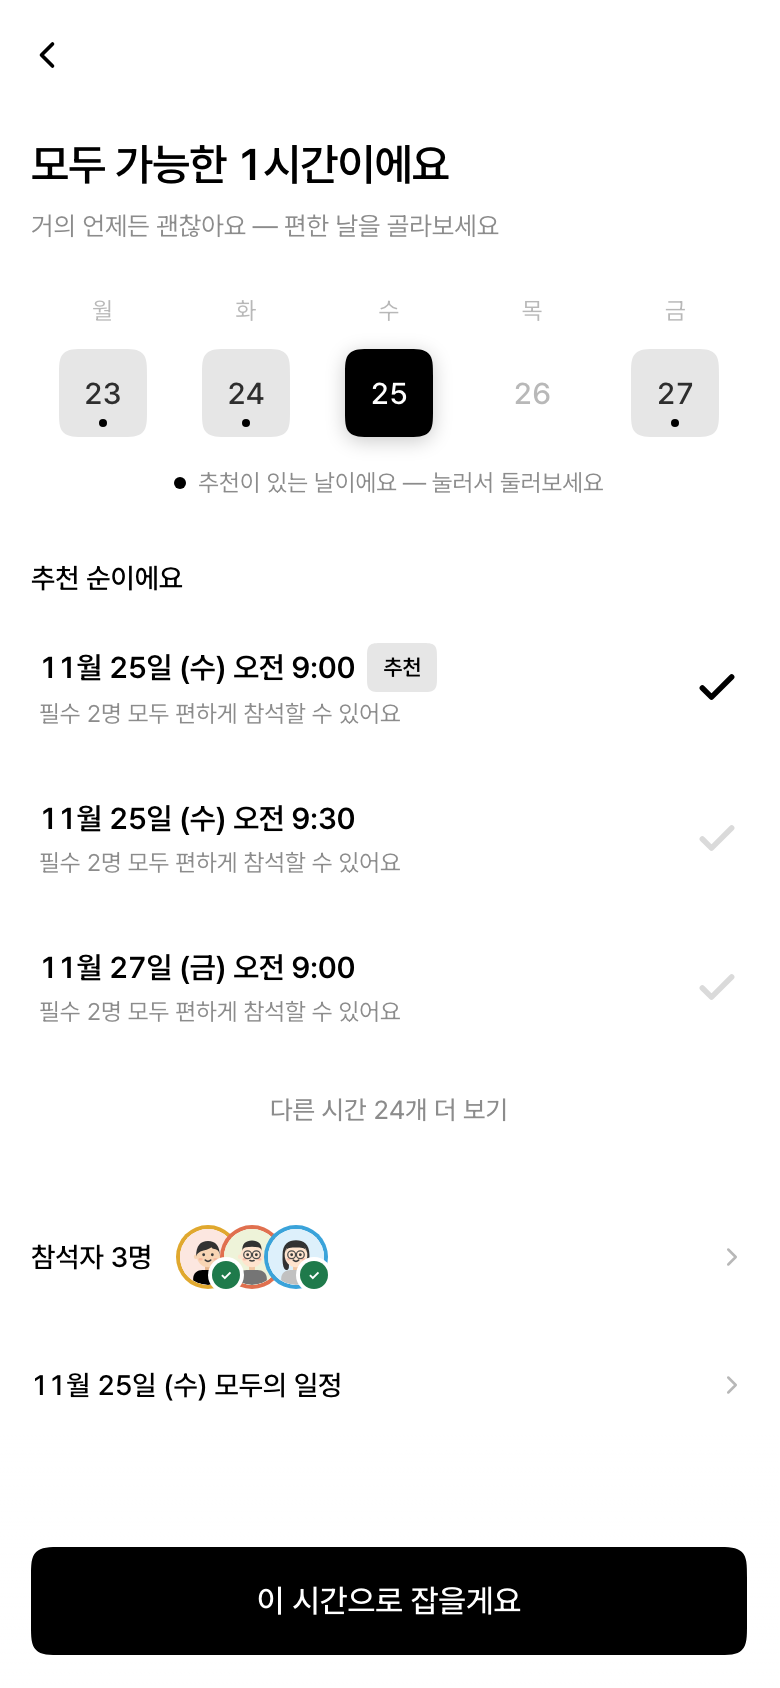 모두 가능한 1시간이에요
거의 언제든 괜찮아요 — 편한 날을 골라보세요
월 화 수 목 금
23 24 25 26 27
추천이 있는 날이에요 — 눌러서 둘러보세요
추천 순이에요
11월 25일 (수) 오전 9:00 추천
필수 2명 모두 편하게 참석할 수 있어요
11월 25일 (수) 오전 9:30
필수 2명 모두 편하게 참석할 수 있어요
11월 27일 (금) 오전 9:00
필수 2명 모두 편하게 참석할 수 있어요
다른 시간 24개 더 보기
참석자 3명
11월 25일 (수) 모두의 일정
이 시간으로 잡을게요